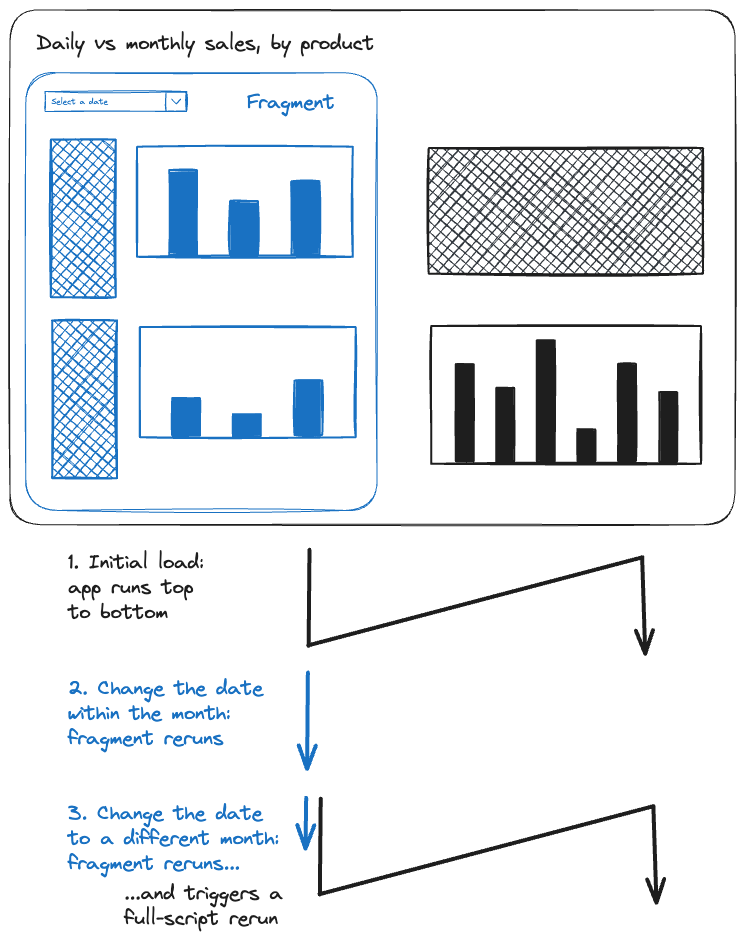 Daily vs monthly sales, by product
Select a date
Fragment
1. Initial load:
app runs top
to bottom
2. Change the date
within the month:
fragment reruns
3. Change the date
to a different month:
fragment reruns...
...and triggers a
full-script rerun